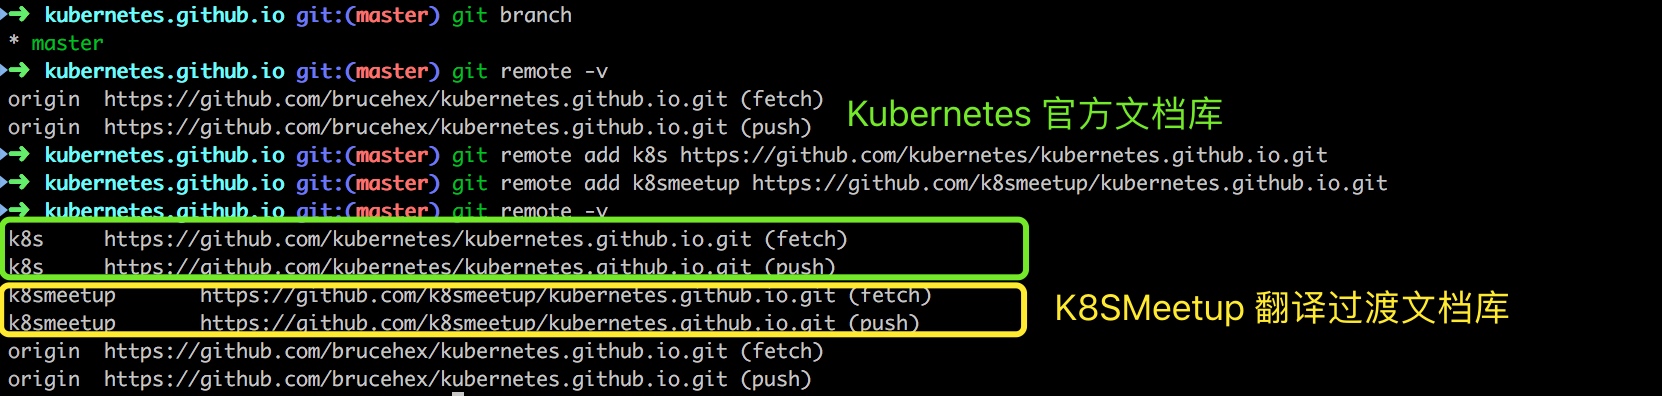 ➜ kubernetes.github.io git:(master) git branch
* master
➜ kubernetes.github.io git:(master) git remote -v
origin https://github.com/brucehex/kubernetes.github.io.git (fetch)
origin https://github.com/brucehex/kubernetes.github.io.git (push)
Kubernetes 官方文档库
➜ kubernetes.github.io git:(master) git remote add k8s https://github.com/kubernetes/kubernetes.github.io.git
➜ kubernetes.github.io git:(master) git remote add k8smeetup https://github.com/k8smeetup/kubernetes.github.io.git
➜ kubernetes.github.io git:(master) git remote -v
k8s https://github.com/kubernetes/kubernetes.github.io.git (fetch)
k8s https://github.com/kubernetes/kubernetes.github.io.git (push)
k8smeetup https://github.com/k8smeetup/kubernetes.github.io.git (fetch)
k8smeetup https://github.com/k8smeetup/kubernetes.github.io.git (push)
K8SMeetup 翻译过渡文档库
origin https://github.com/brucehex/kubernetes.github.io.git (fetch)
origin https://github.com/brucehex/kubernetes.github.io.git (push)